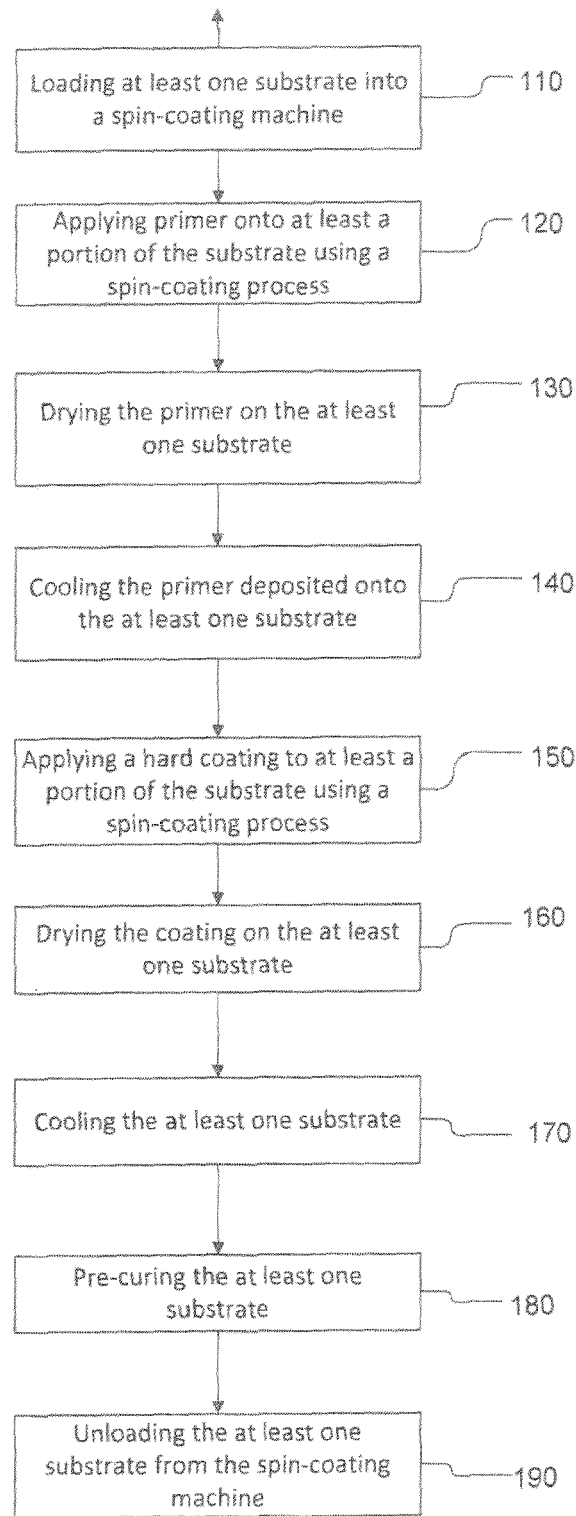 Loading at least one substrate into
a spin-coating machine
110
Applying primer onto at least a
portion of the substrate using a
spin-coating process
120
Drying the primer on the at least
one substrate
130
Cooling the primer deposited onto
the at least one substrate
140
Applying a hard coating to at least a
portion of the substrate using a
spin-coating process
150
Drying the coating on the at least
one substrate
160
Cooling the at least one substrate
170
Pre-curing the at least one
substrate
180
Unloading the at least one
substrate from the spin-coating
machine
190